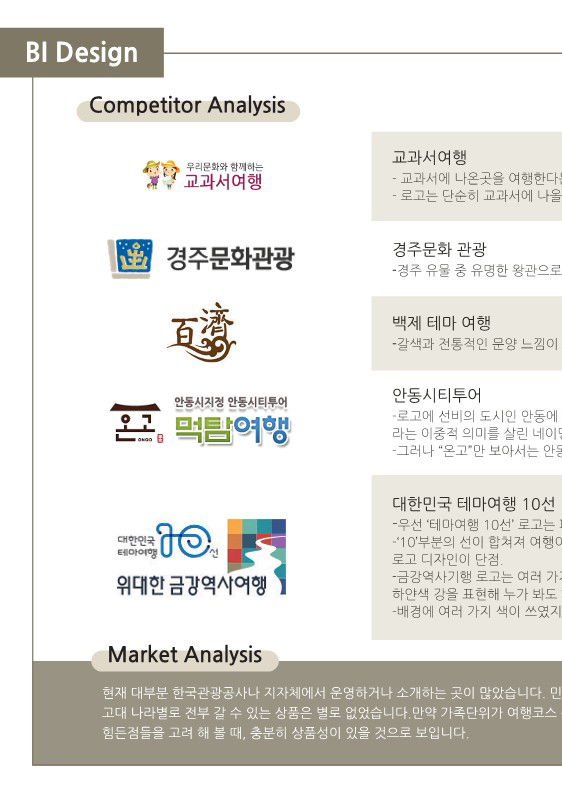 BI Design
Competitor Analysis
우리문화와 함께하는
교과서여행
교과서여행
- 교과서에 나온곳을 여행한다는
- 로고는 단순히 교과서에 나올
경주문화관광
경주문화 관광
-경주 유물 중 유명한 왕관으로
百濟
백제 테마 여행
-갈색과 전통적인 문양 느낌이
온고
ONGO
안동시지정 안동시티투어
먹탐여행
안동시티투어
-로고에 선비의 도시인 안동에
라는 이중적 의미를 살린 네이밍
-그러나 “온고”만 보아서는 안동
대한민국
테마여행 10선
위대한 금강역사여행
대한민국 테마여행 10선
-우선 ‘테마여행 10선’ 로고는
-‘10’부분의 선이 합쳐져 여행이
로고 디자인이 단점.
-금강역사기행 로고는 여러 가지
하얀색 강을 표현해 누가 봐도
-배경에 여러 가지 색이 쓰였지
Market Analysis
현재 대부분 한국관광공사나 지자체에서 운영하거나 소개하는 곳이 많았습니다. 민
고대 나라별로 전부 갈 수 있는 상품은 별로 없었습니다.만약 가족단위가 여행코스
힘든점들을 고려 해 볼 때, 충분히 상품성이 있을 것으로 보입니다.